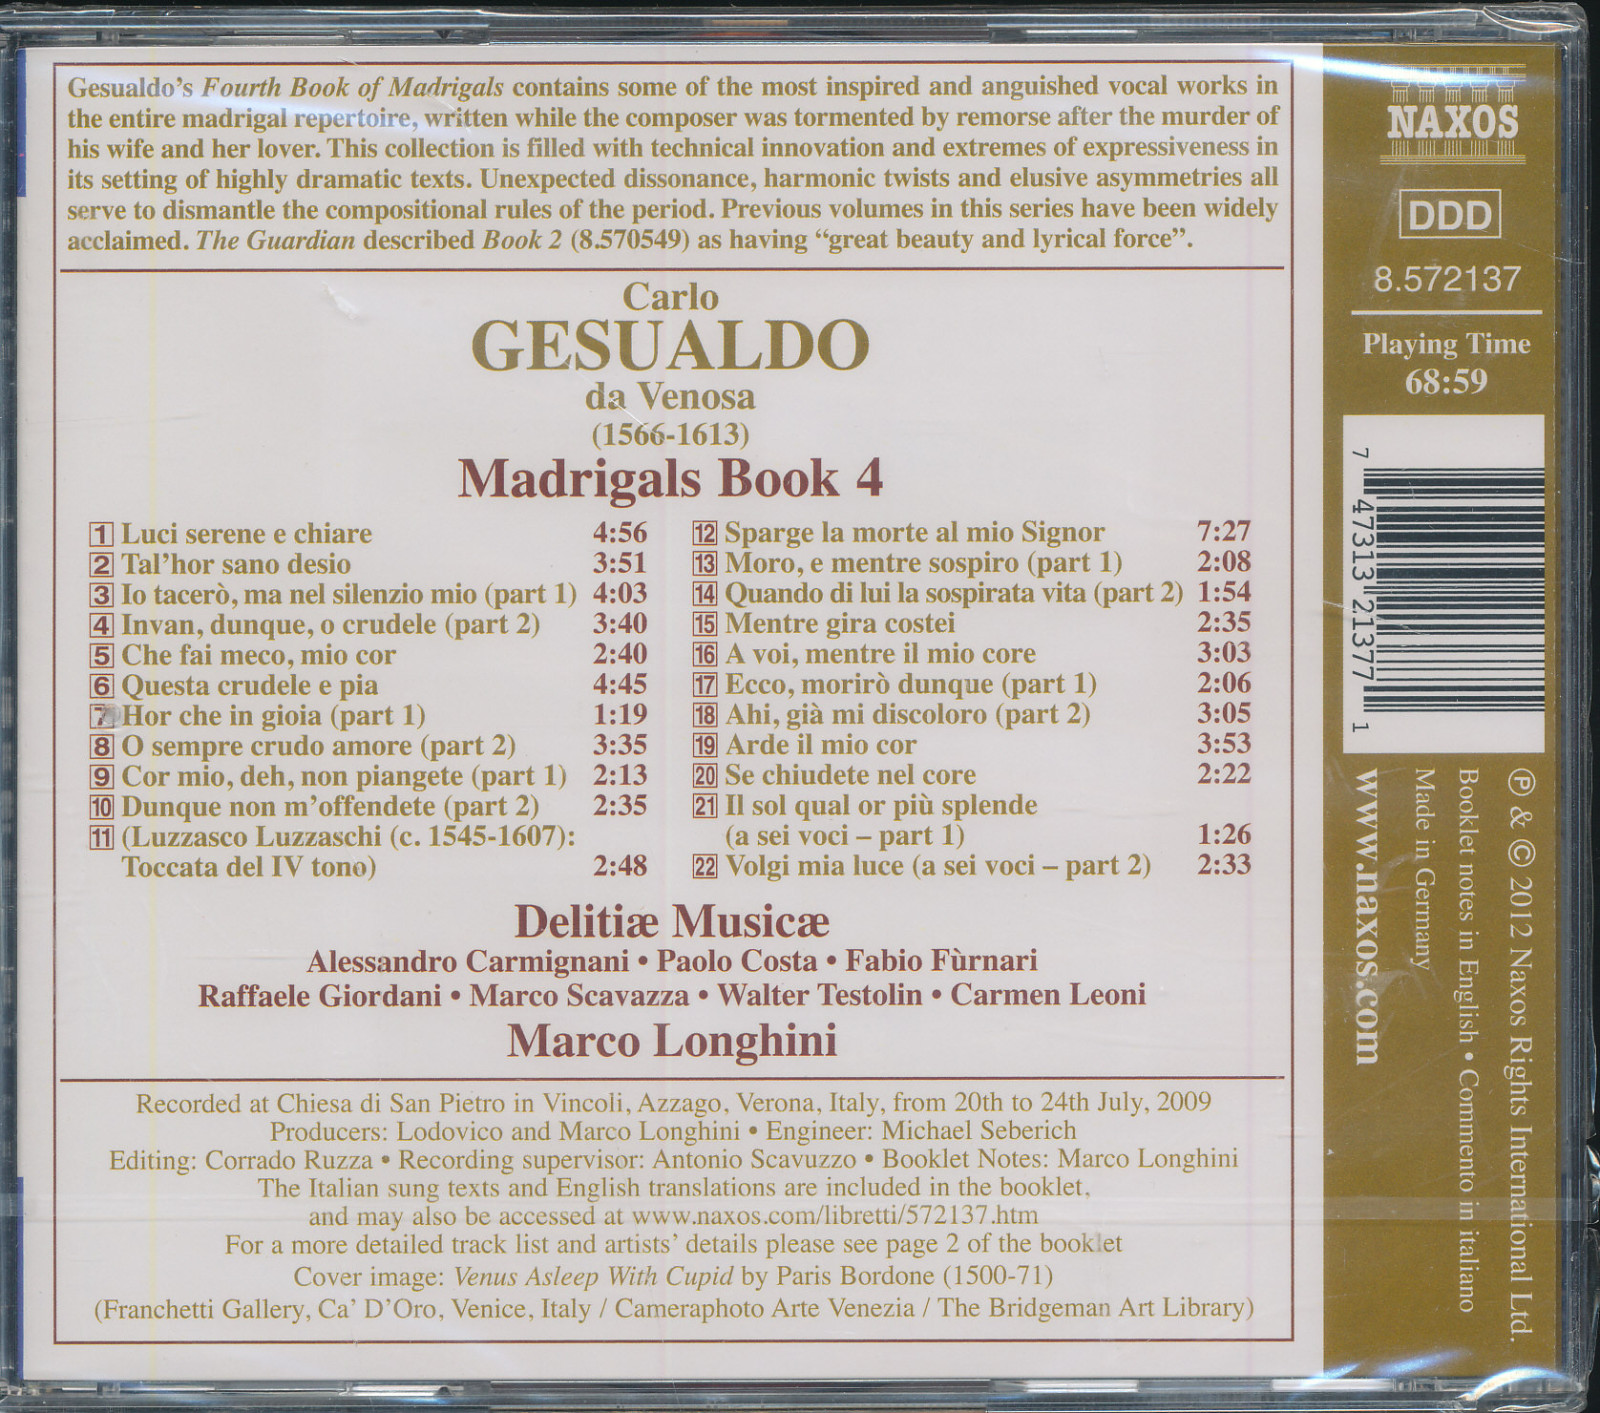 Gesualdo's Fourth Book of Madrigals contains some of the most inspired and anguished vocal works in
the entire madrigal repertoire, written while the composer was tormented by remorse after the murder of
his wife and her lover. This collection is filled with technical innovation and extremes of expressiveness in
its setting of highly dramatic texts. Unexpected dissonance, harmonic twists and elusive asymmetries all
serve to dismantle the compositional rules of the period. Previous volumes in this series have been widely
acclaimed. The Guardian described Book 2 (8.570549) as having “great beauty and lyrical force”.
Carlo
GESUALDO
da Venosa
(1566-1613)
Madrigals Book 4
1 Luci serene e chiare 4:56
2 Tal'hor sano desio 3:51
3 Io tacerò, ma nel silenzio mio (part 1) 4:03
4 Invan, dunque, o crudele (part 2) 3:40
5 Che fai meco, mio cor 2:40
6 Questa crudele e pia 4:45
7 Hor che in gioia (part 1) 1:19
8 O sempre crudo amore (part 2) 3:35
9 Cor mio, deh, non piangete (part 1) 2:13
10 Dunque non m'offendete (part 2) 2:35
11 (Luzzasco Luzzaschi (c. 1545-1607):
Toccata del IV tono) 2:48
12 Sparge la morte al mio Signor 7:27
13 Moro, e mentre sospiro (part 1) 2:08
14 Quando di lui la sospirata vita (part 2) 1:54
15 Mentre gira costei 2:35
16 A voi, mentre il mio core 3:03
17 Ecco, morirò dunque (part 1) 2:06
18 Ahi, già mi discoloro (part 2) 3:05
19 Arde il mio cor 3:53
20 Se chiudete nel core 2:22
21 Il sol qual or più splende
(a sei voci – part 1) 1:26
22 Volgi mia luce (a sei voci – part 2) 2:33
Delitiæ Musicæ
Alessandro Carmignani • Paolo Costa • Fabio Fùrnari
Raffaele Giordani • Marco Scavazza • Walter Testolin • Carmen Leoni
Marco Longhini
Recorded at Chiesa di San Pietro in Vincoli, Azzago, Verona, Italy, from 20th to 24th July, 2009
Producers: Lodovico and Marco Longhini • Engineer: Michael Seberich
Editing: Corrado Ruzza • Recording supervisor: Antonio Scavuzzo • Booklet Notes: Marco Longhini
The Italian sung texts and English translations are included in the booklet,
and may also be accessed at www.naxos.com/libretti/572137.htm
For a more detailed track list and artists' details please see page 2 of the booklet
Cover image: Venus Asleep With Cupid by Paris Bordone (1500-71)
(Franchetti Gallery, Ca' D'Oro, Venice, Italy / Cameraphoto Arte Venezia / The Bridgeman Art Library)
NAXOS
DDD
8.572137
Playing Time
68:59
7 47313 21377 1
℗ & © 2012 Naxos Rights International Ltd.
Booklet notes in English • Commento in italiano
Made in Germany
www.naxos.com